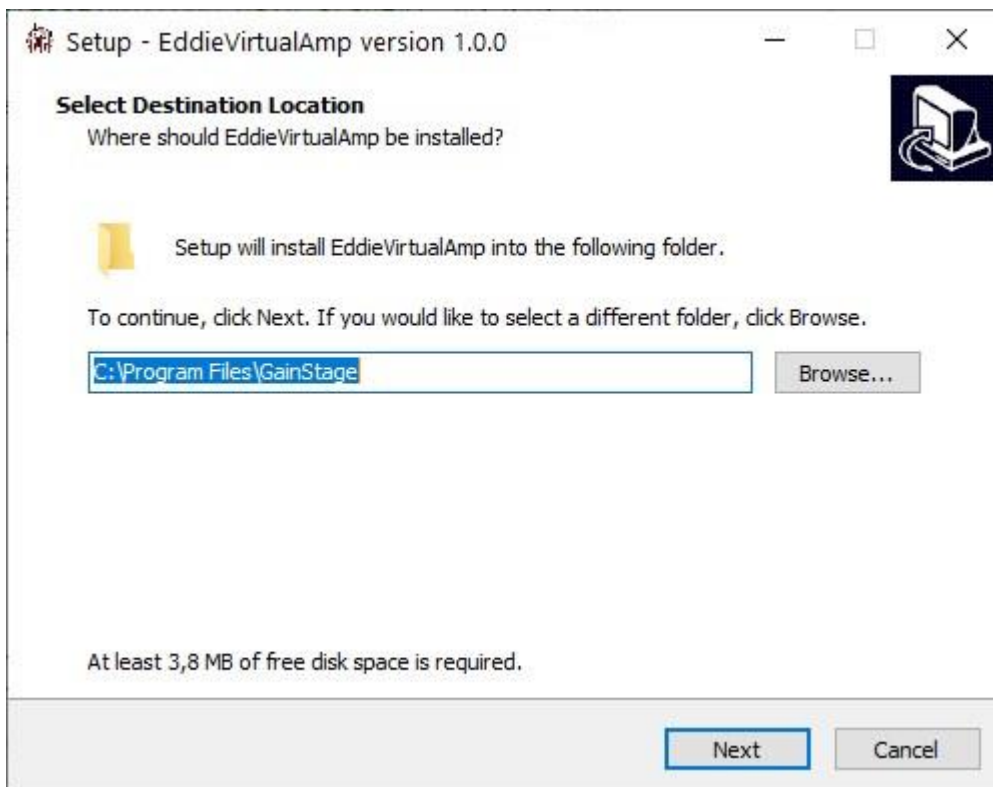 Setup - EddieVirtualAmp version 1.0.0
Select Destination Location
Where should EddieVirtualAmp be installed?
Setup will install EddieVirtualAmp into the following folder.
To continue, click Next. If you would like to select a different folder, click Browse.
C:\Program Files\GainStage
Browse...
At least 3,8 MB of free disk space is required.
Next
Cancel